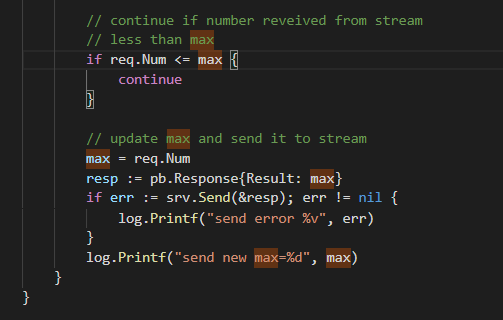 // continue if number reveived from stream
// less than max
if req.Num <= max {
continue
}
// update max and send it to stream
max = req.Num
resp := pb.Response{Result: max}
if err := srv.Send(&resp); err != nil {
log.Printf("send error %v", err)
}
log.Printf("send new max=%d", max)
}
}